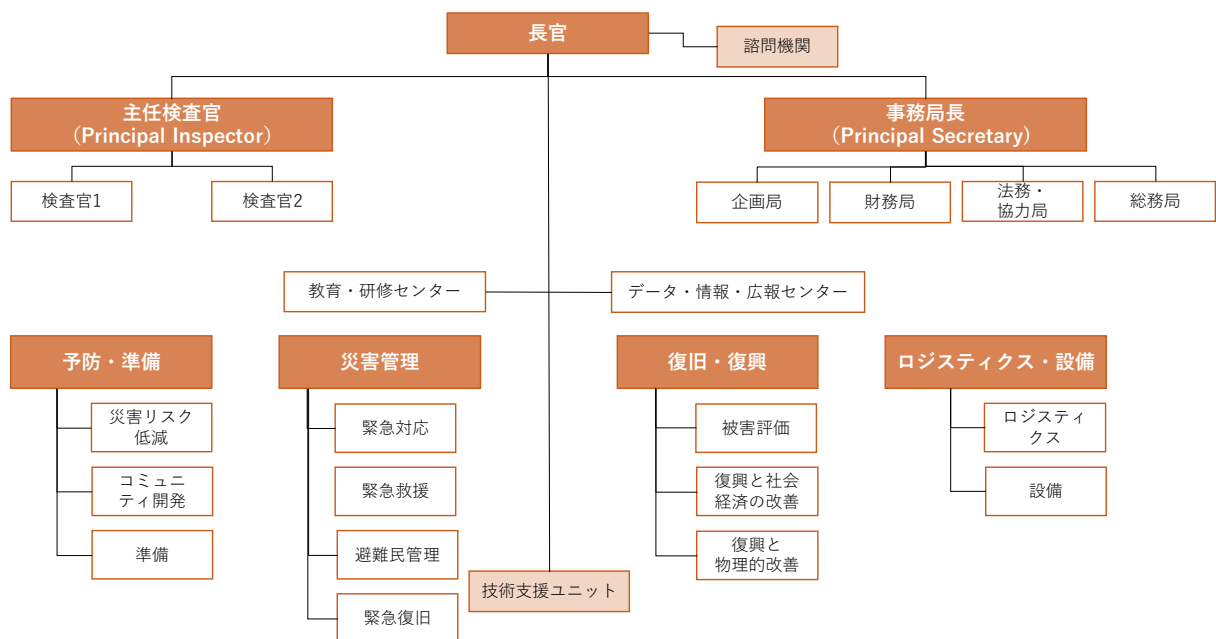 長官
諮問機関
主任検査官
（Principal Inspector）
事務局長
（Principal Secretary）
検査官1
検査官2
企画局
財務局
法務・
協力局
総務局
教育・研修センター
データ・情報・広報センター
予防・準備
災害管理
復旧・復興
ロジスティクス・設備
災害リスク
低減
コミュニ
ティ開発
準備
緊急対応
緊急救援
避難民管理
緊急復旧
被害評価
復興と社会
経済の改善
復興と
物理的改善
ロジスティ
クス
設備
技術支援ユニット